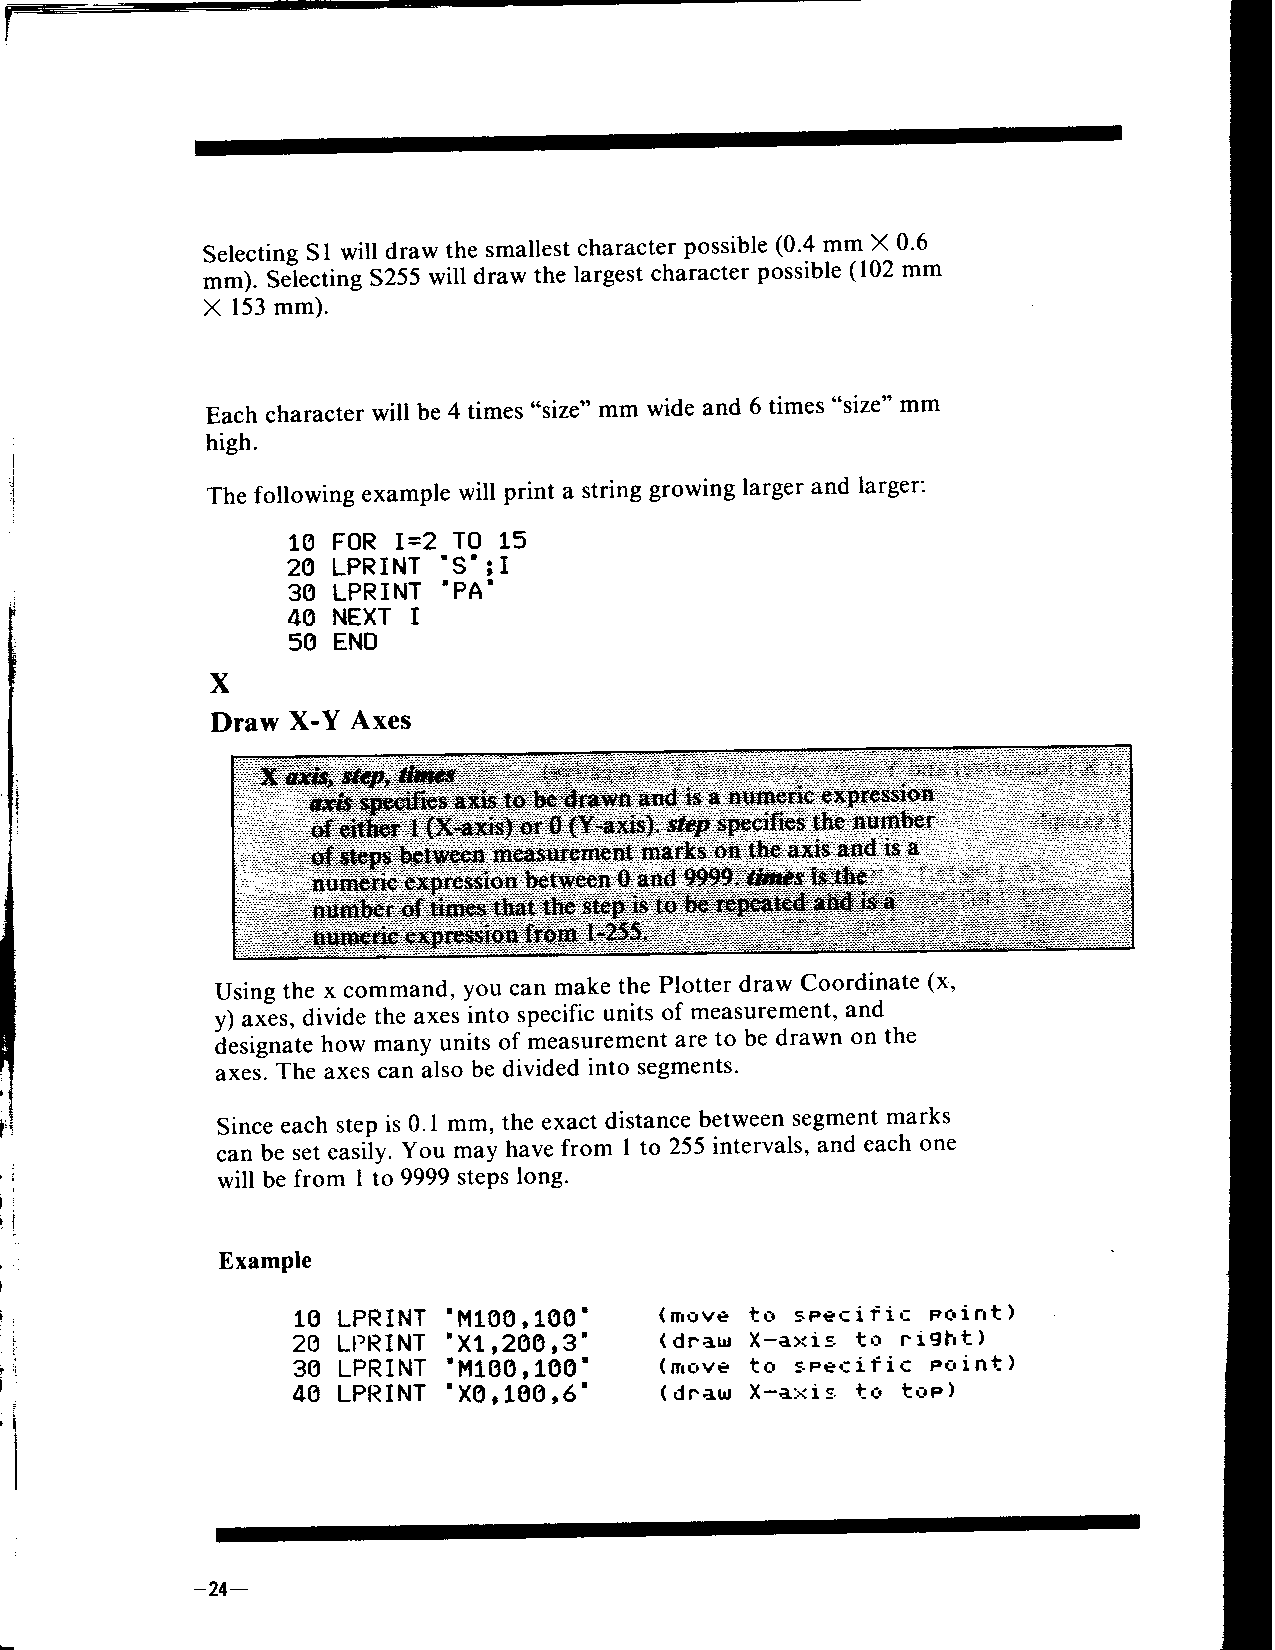 Selecting S1 will draw the smallest character possible (0.4 mm X 0.6
mm). Selecting S255 will draw the largest character possible (102 mm
X 153 mm).
Each character will be 4 times “size” mm wide and 6 times “size” mm
high.
The following example will print a string growing larger and larger:
10 FOR I=2 TO 15
20 LPRINT "S";I
30 LPRINT "PA"
40 NEXT I
50 END
X
Draw X-Y Axes
X axis, step, times
axis specifies axis to be drawn and is a numeric expression
of either 1 (X-axis) or 0 (Y-axis). step specifies the number
of steps between measurement marks on the axis and is a
numeric expression between 0 and 9999. times is the
number of times that the step is to be repeated and is a
numeric expression from 1-255.
Using the x command, you can make the Plotter draw Coordinate (x,
y) axes, divide the axes into specific units of measurement, and
designate how many units of measurement are to be drawn on the
axes. The axes can also be divided into segments.
Since each step is 0.1 mm, the exact distance between segment marks
can be set easily. You may have from 1 to 255 intervals, and each one
will be from 1 to 9999 steps long.
Example
10 LPRINT "M100,100" (move to specific point)
20 LPRINT "X1,200,3" (draw X-axis to right)
30 LPRINT "M100,100" (move to specific point)
40 LPRINT "X0,100,6" (draw X-axis to top)
—24—